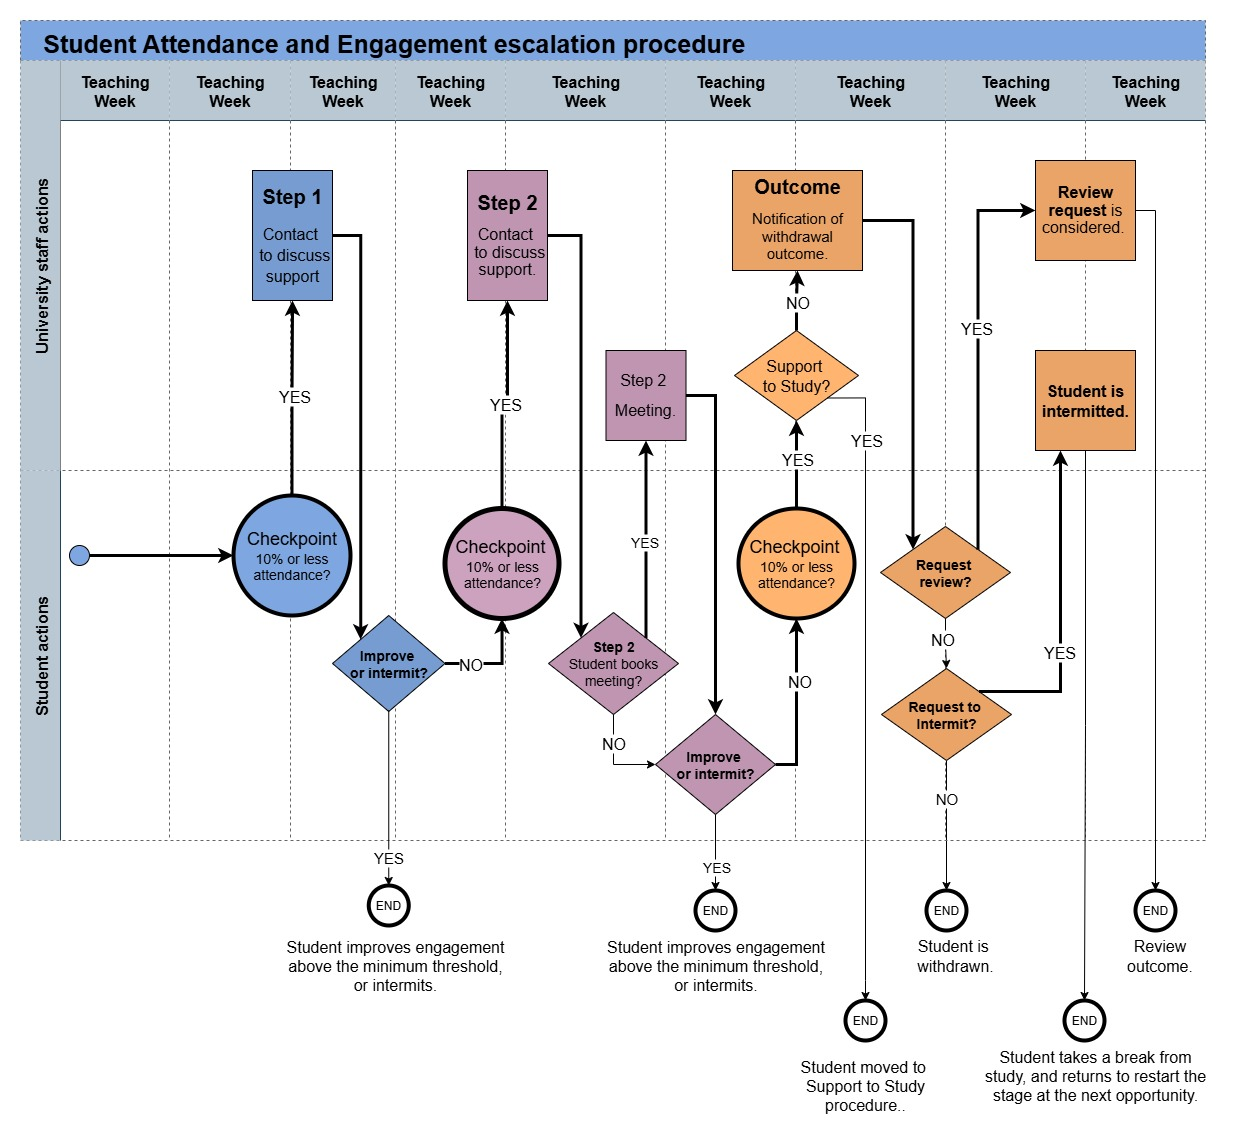 Student Attendance and Engagement escalation procedure
Teaching
Week
Teaching
Week
Teaching
Week
Teaching
Week
Teaching
Week
Teaching
Week
Teaching
Week
Teaching
Week
Teaching
Week
University staff actions
Step 1
Contact
to discuss
support
Step 2
Contact
to discuss
support.
Outcome
Notification of
withdrawal
outcome.
Review
request is
considered.
NO
YES
Step 2
Meeting.
Support
to Study?
Student is
intermitted.
YES
YES
YES
YES
Student actions
Checkpoint
10% or less
attendance?
Checkpoint
10% or less
attendance?
YES
Checkpoint
10% or less
attendance?
Request
review?
Improve
or intermit?
NO
Step 2
Student books
meeting?
NO
NO
YES
Request to
Intermit?
NO
Improve
or intermit?
NO
YES
YES
END
END
END
END
Student improves engagement
above the minimum threshold,
or intermits.
Student improves engagement
above the minimum threshold,
or intermits.
Student is
withdrawn.
Review
outcome.
END
END
Student moved to
Support to Study
procedure..
Student takes a break from
study, and returns to restart the
stage at the next opportunity.